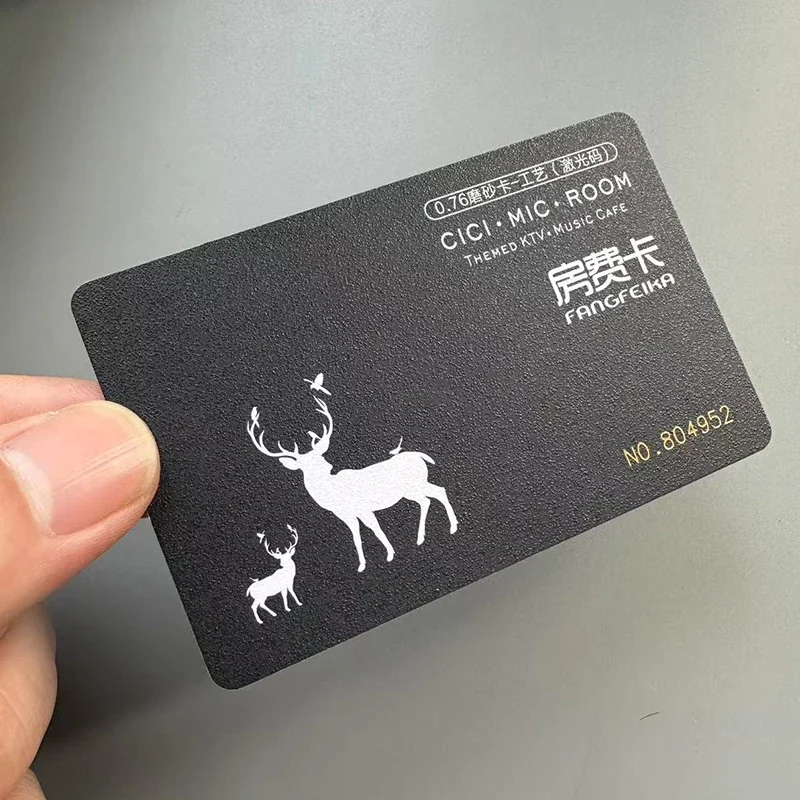 0.76磨砂卡-工艺（激光码）
CICI·MIC·ROOM
THEMED KTV·MUSIC CAFE
房费卡
FANGFEIKA
NO.804952